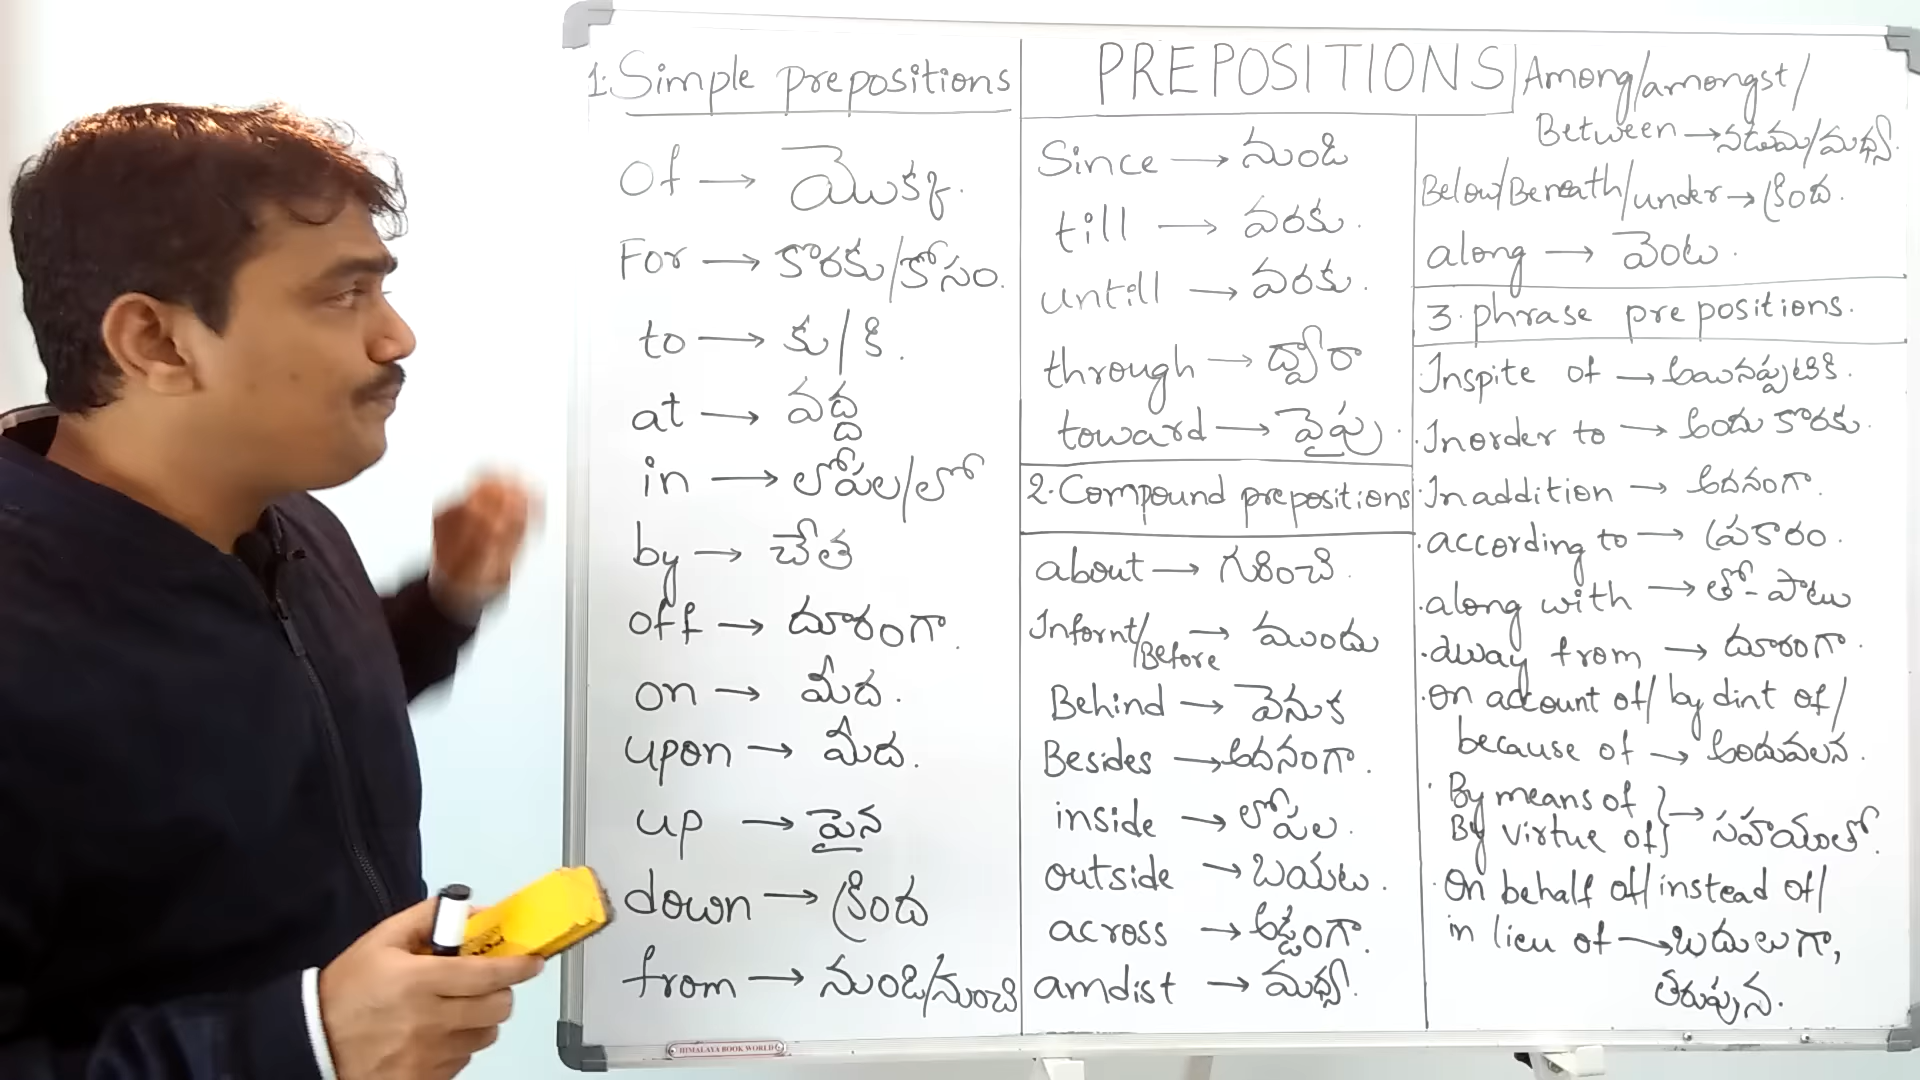 PREPOSITIONS
1. Simple prepositions
Of → యొక్క.
For → కొరకు/కోసం.
to → కు/కి.
at → వద్ద
in → లోపల/లో
by → చేత
off → దూరంగా.
on → మీద.
upon → మీద.
up → పైన
down → క్రింద
from → నుండి/నుంచి
Since → నుండి
till → వరకు.
untill → వరకు.
through → ద్వారా
toward → వైపు.
2. Compound prepositions
about → గురించి.
Infornt/Before → ముందు
Behind → వెనుక
Besides → అదనంగా.
inside → లోపల.
outside → బయట.
across → అడ్డంగా.
amdist → మధ్య.
Among/amongst/
Between → నడుమ/మధ్య.
Below/Beneath/under → క్రింద.
along → వెంట.
3. phrase prepositions.
.Inspite of → అయినప్పటికి.
.Inorder to → అందు కొరకు.
.Inaddition → అదనంగా.
.according to → ప్రకారం.
.along with → తో-పాటు
.away from → దూరంగా.
.On account of/by dint of/
because of → అందువలన.
. By means of
By virtue of } → సహాయంతో.
.On behalf of/instead of/
in lieu of → బదులుగా,
తరుపున.
HIMALAYA BOOK WORLD